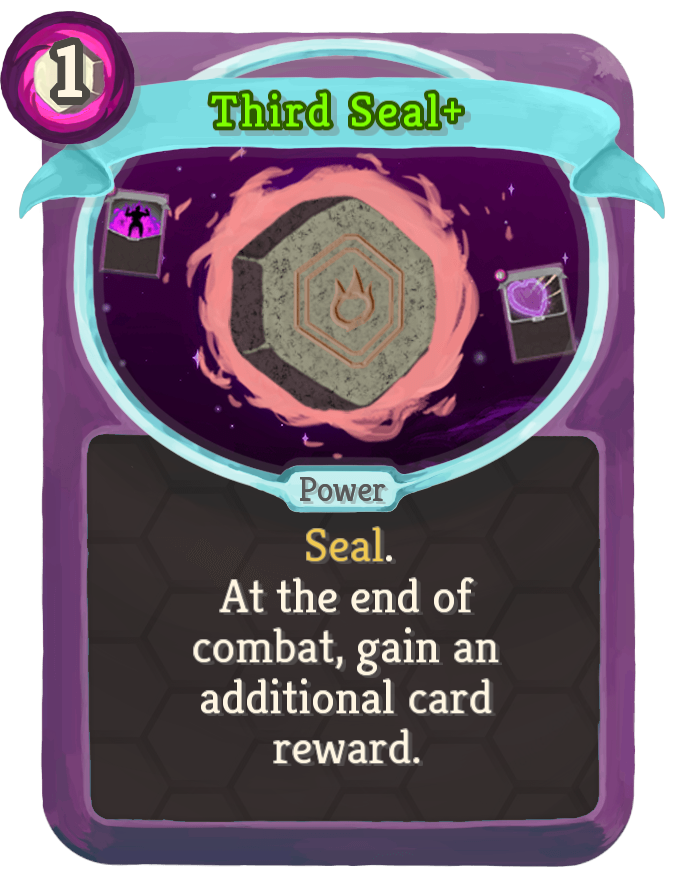 1
Third Seal+
Power
Seal.
At the end of
combat, gain an
additional card
reward.